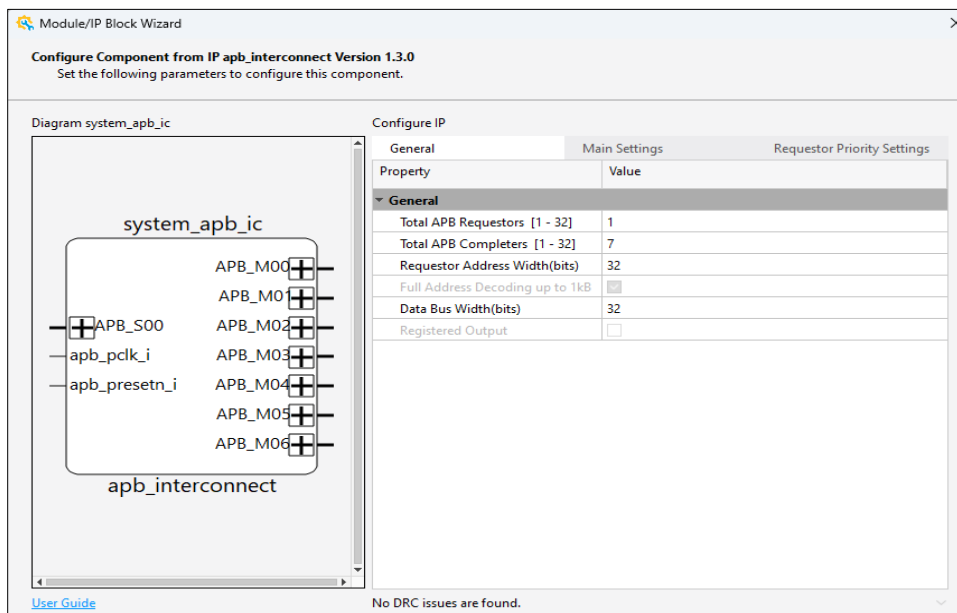 Module/IP Block Wizard
Configure Component from IP apb_interconnect Version 1.3.0
Set the following parameters to configure this component.
Diagram system_apb_ic
system_apb_ic
APB_M00
APB_M01
APB_S00 APB_M02
apb_pclk_i APB_M03
apb_presetn_i APB_M04
APB_M05
APB_M06
apb_interconnect
User Guide
Configure IP
General Main Settings Requestor Priority Settings
Property Value
General
Total APB Requestors [1 - 32] 1
Total APB Completers [1 - 32] 7
Requestor Address Width(bits) 32
Full Address Decoding up to 1kB
Data Bus Width(bits) 32
Registered Output
No DRC issues are found.